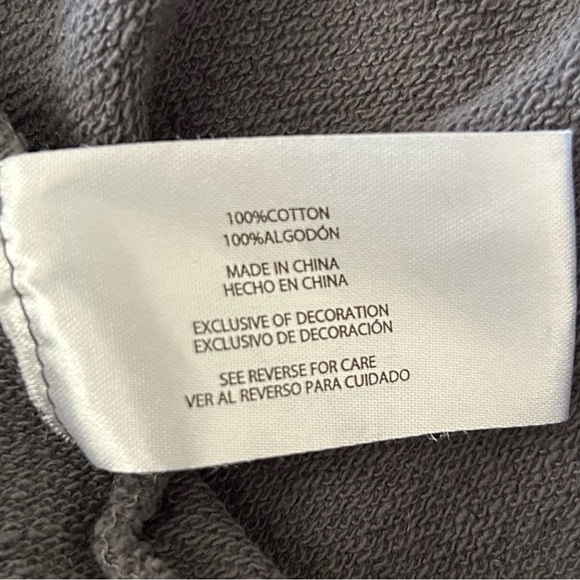 100%COTTON
100%ALGODÓN
MADE IN CHINA
HECHO EN CHINA
EXCLUSIVE OF DECORATION
EXCLUSIVO DE DECORACIÓN
SEE REVERSE FOR CARE
VER AL REVERSO PARA CUIDADO